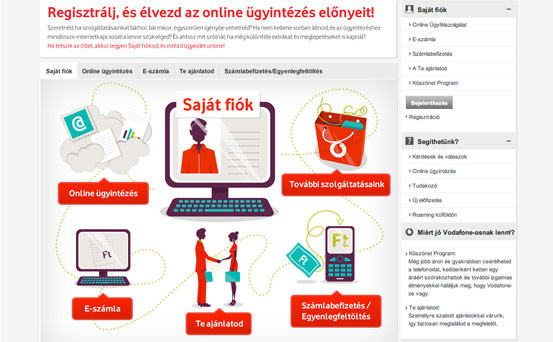 Regisztrálj, és élvezd az online ügyintézés előnyeit!
Szeretnéd, ha szolgáltatásainkat bárhol, bármikor, egyszerűen igénybe vehetnéd? Ha nem kellene sorban állnod, és az ügyintézéshez
mindössze internetkapcsolatra lenne szükséged? És ahhoz mit szólnál, ha még különféle extrákat és meglepetéseket is kapnál?
Ha tetszik az ötlet, akkor legyen Saját fiókod, és intézd ügyeidet online!
Saját fiók
Online ügyintézés
E-számla
Te ajánlatod
Számlabefizetés/Egyenlegfeltöltés
Saját fiók
@
Online ügyintézés
További szolgáltatásaink
Ft
E-számla
Te ajánlatod
Ft
Ft
Számlabefizetés /
Egyenlegfeltöltés
Saját fiók
Online Ügyfélszolgálat
E-számla
Számlabefizetés
A Te ajánlatod
Köszönet Program
Bejelentkezés
Regisztráció
Segíthetünk?
Kérdések és válaszok
Online ügyintézés
Tudakozó
Új előfizetés
Roaming külföldön
Miért jó Vodafone-osnak lenni?
Köszönet Program:
Még jobb áron és gyakrabban cserélheted
a telefonodat, keddenként ketten egy
áráért szórakozhattok és további izgalmas
élményekkel háláljuk meg, hogy Vodafone-
os vagy.
Te ajánlatod:
Személyre szabott ajánlatokkal várunk,
így biztosan megtalálod a megfelelőt.